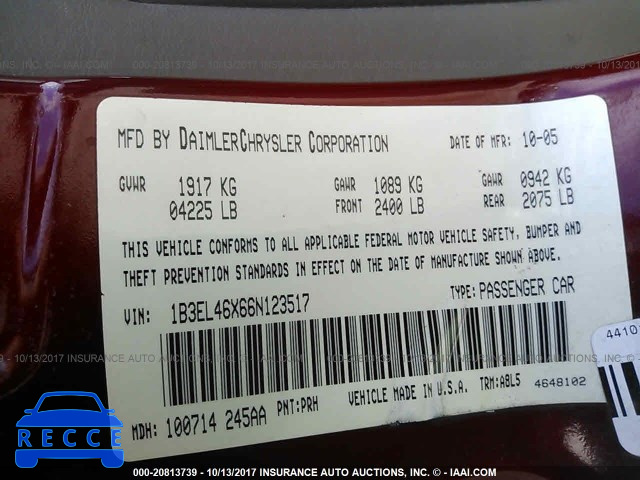 MFD BY DAIMLERCHRYSLER CORPORATION
DATE OF MFR: 10-05
GVWR 1917 KG
04225 LB
GAWR 1089 KG
FRONT 2400 LB
GAWR 0942 KG
REAR 2075 LB
THIS VEHICLE CONFORMS TO ALL APPLICABLE FEDERAL MOTOR VEHICLE SAFETY, BUMPER AND
THEFT PREVENTION STANDARDS IN EFFECT ON THE DATE OF MANUFACTURE SHOWN ABOVE.
VIN: 1B3EL46X66N123517
TYPE: PASSENGER CAR
MDH: 100714 245AA
PNT: PRH
VEHICLE MADE IN U.S.A.
TRM: ABL5
4648102
4410
RECCE
000-20813739 - 10/13/2017 INSURANCE AUTO AUCTIONS, INC. - © IAAI.COM